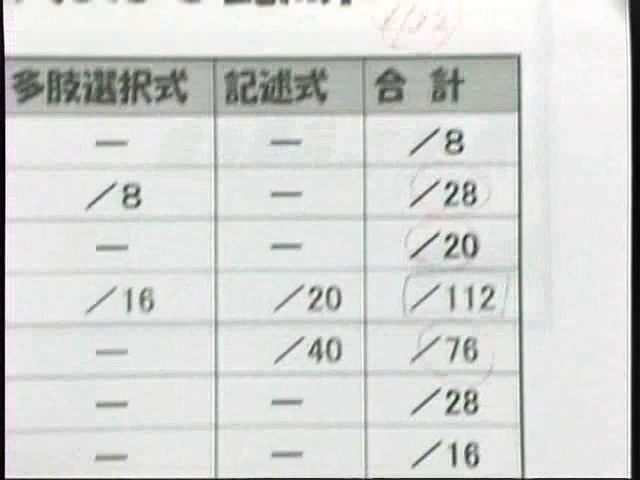 多肢選択式 記述式 合計
— — /8
/8 — /28
— — /20
/16 /20 /112
— /40 /76
— — /28
— — /16